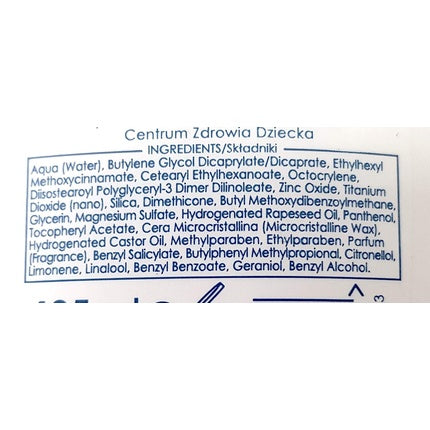 Centrum Zdrowia Dziecka
INGREDIENTS/Składniki
Aqua (Water), Butylene Glycol Dicaprylate/Dicaprate, Ethylhexyl
Methoxycinnamate, Cetearyl Ethylhexanoate, Octocrylene,
Diisostearoyl Polyglyceryl-3 Dimer Dilinoleate, Zinc Oxide, Titanium
Dioxide (nano), Silica, Dimethicone, Butyl Methoxydibenzoylmethane,
Glycerin, Magnesium Sulfate, Hydrogenated Rapeseed Oil, Panthenol,
Tocopheryl Acetate, Cera Microcristallina (Microcristalline Wax),
Hydrogenated Castor Oil, Methylparaben, Ethylparaben, Parfum
(Fragrance), Benzyl Salicylate, Butylphenyl Methylpropional, Citronellol,
Limonene, Linalool, Benzyl Benzoate, Geraniol, Benzyl Alcohol.